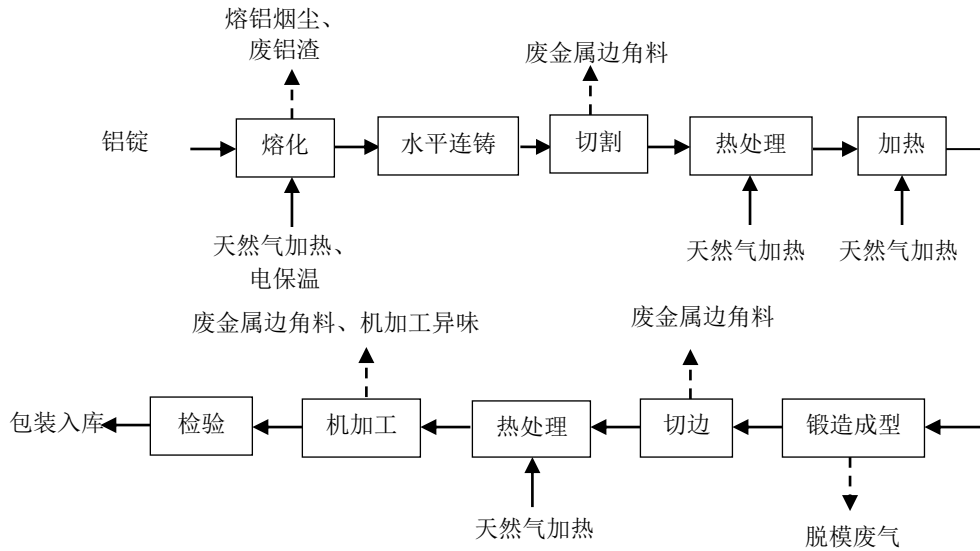 熔铝烟尘、
废铝渣
废金属边角料
铝锭
熔化
水平连铸
切割
热处理
加热
天然气加热、
电保温
天然气加热
天然气加热
废金属边角料、机加工异味
废金属边角料
包装入库
检验
机加工
热处理
切边
锻造成型
天然气加热
脱模废气